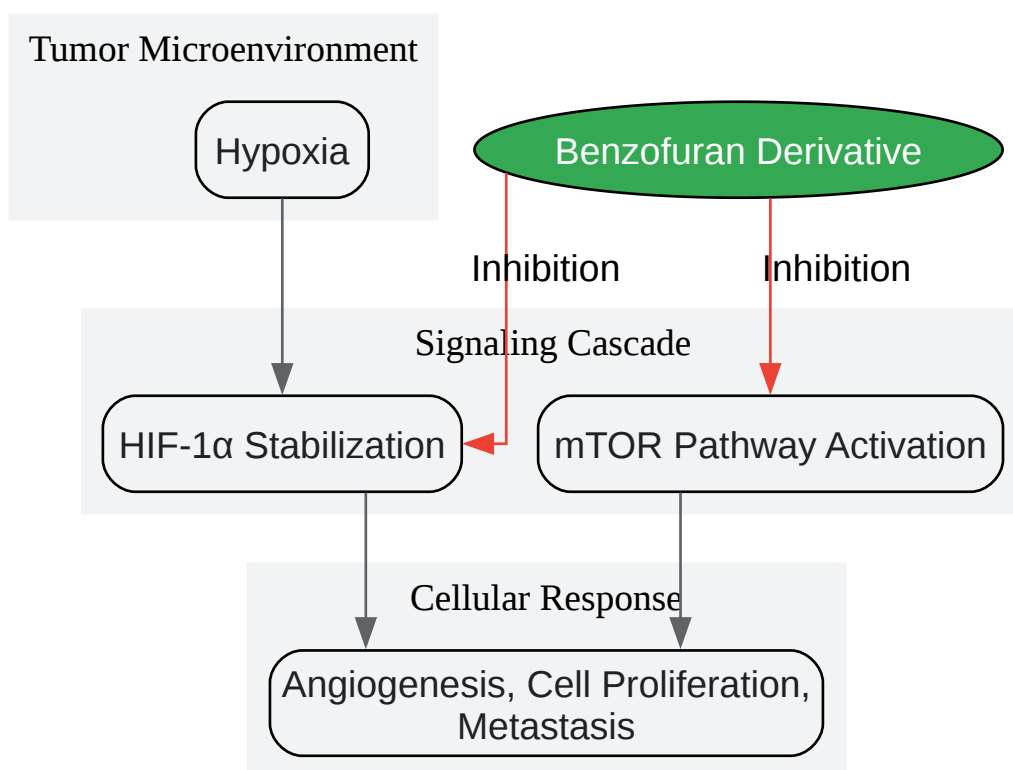 Tumor Microenvironment
Hypoxia
Benzofuran Derivative
Inhibition
Inhibition
Signaling Cascade
HIF-1α Stabilization
mTOR Pathway Activation
Cellular Response
Angiogenesis, Cell Proliferation,
Metastasis